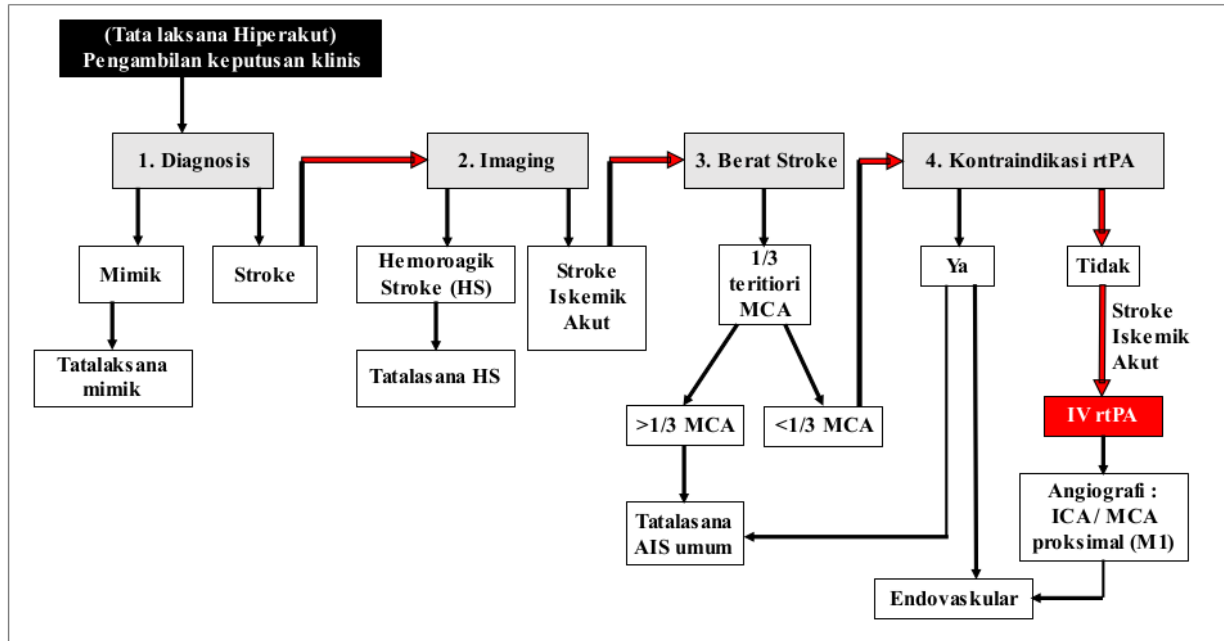 (Tata laksana Hiperakut)
Pengambilan keputusan klinis
1. Diagnosis
2. Imaging
3. Berat Stroke
4. Kontraindikasi rtPA
Mimik
Stroke
Hemoroagik
Stroke (HS)
Stroke
Iskemik
Akut
1/3
teritiori
MCA
Ya
Tidak
Tatalaksana
mimik
Tatalasana HS
>1/3 MCA
<1/3 MCA
Stroke
Iskemik
Akut
IV rtPA
Tatalasana
AIS umum
Angiografi :
ICA / MCA
proksimal (M1)
Endovaskular